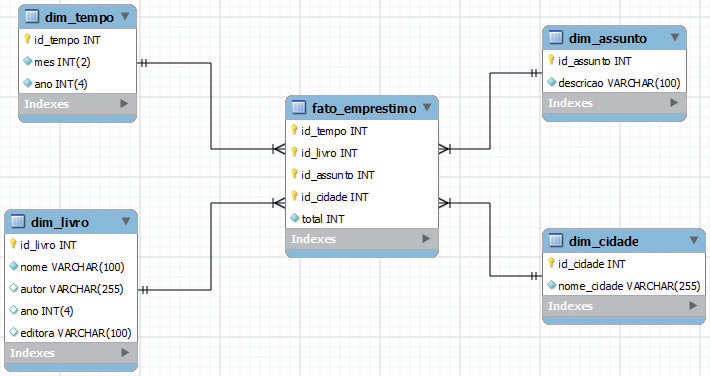 dim_tempo
id_tempo INT
mes INT(2)
ano INT(4)
Indexes
dim_assunto
id_assunto INT
descricao VARCHAR(100)
Indexes
fato_emprestimo
id_tempo INT
id_livro INT
id_assunto INT
id_cidade INT
total INT
Indexes
dim_livro
id_livro INT
nome VARCHAR(100)
autor VARCHAR(255)
ano INT(4)
editora VARCHAR(100)
Indexes
dim_cidade
id_cidade INT
nome_cidade VARCHAR(255)
Indexes